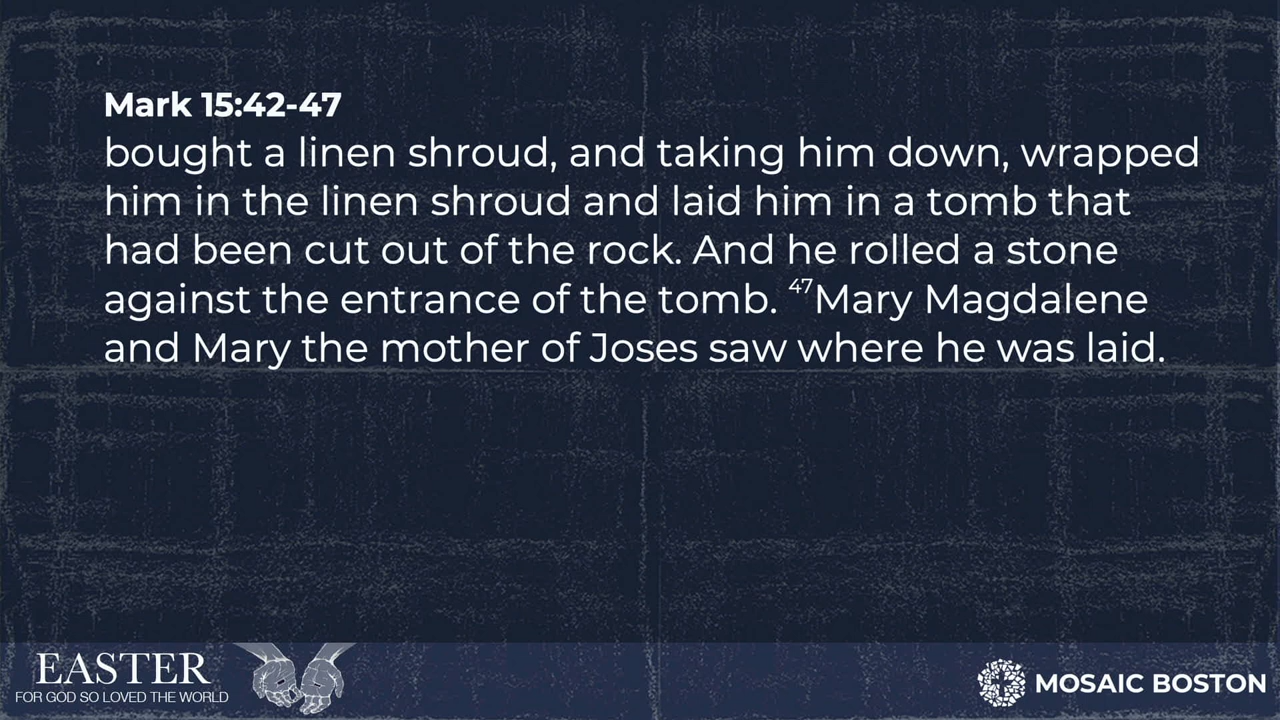 Mark 15:42-47
bought a linen shroud, and taking him down, wrapped
him in the linen shroud and laid him in a tomb that
had been cut out of the rock. And he rolled a stone
against the entrance of the tomb. 47Mary Magdalene
and Mary the mother of Joses saw where he was laid.
EASTER
FOR GOD SO LOVED THE WORLD
MOSAIC BOSTON